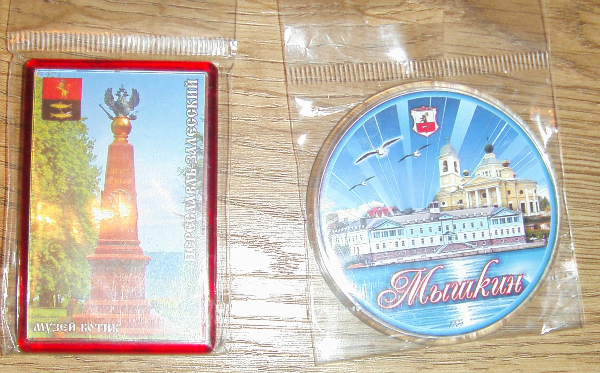 ПЕРЕСЛАВЛЬ-ЗАЛЕССКИЙ
МУЗЕЙ БОТИК
Мышкин